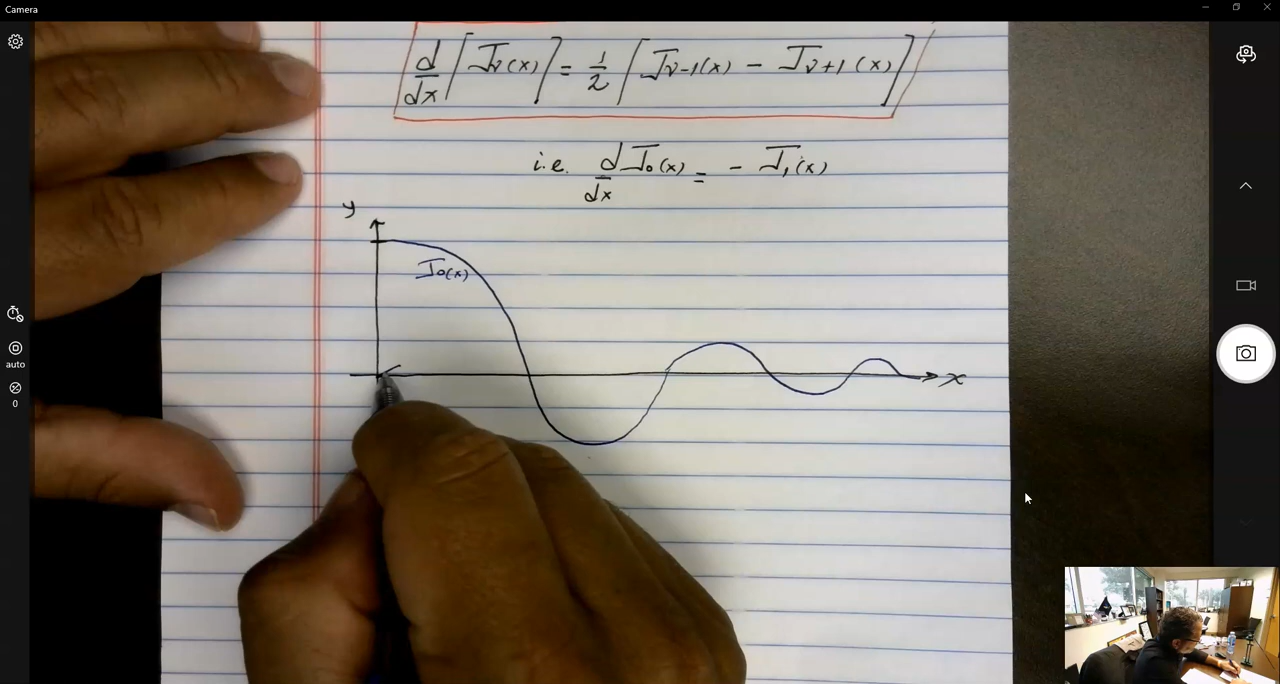 Camera
d/dx [Jν(x)] = 1/2 [Jν-1(x) - Jν+1(x)]
i.e. d/dx J₀(x) = - J₁(x)
y
J₀(x)
x
auto
0